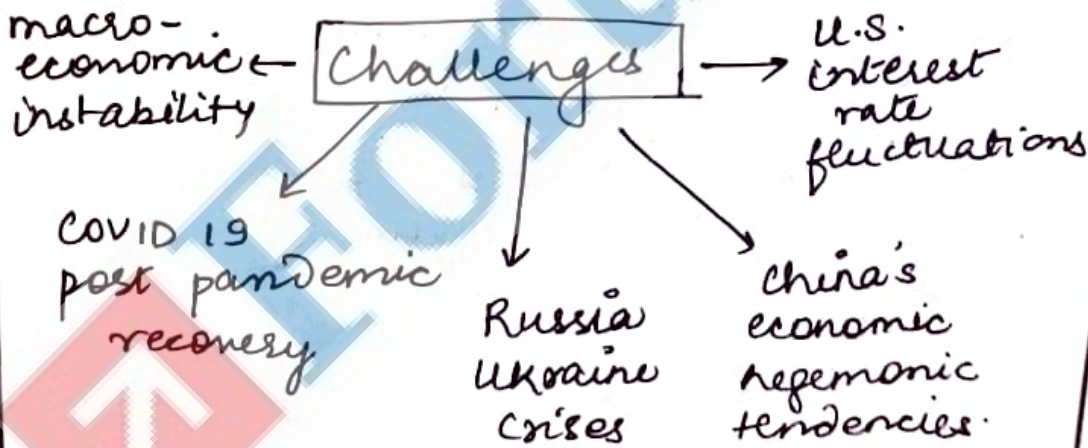 Challenges
macro-
economic
instability
U.S.
interest
rate
fluctuations
COVID 19
post pandemic
recovery
Russia
Ukraine
Crises
China's
economic
hegemonic
tendencies.